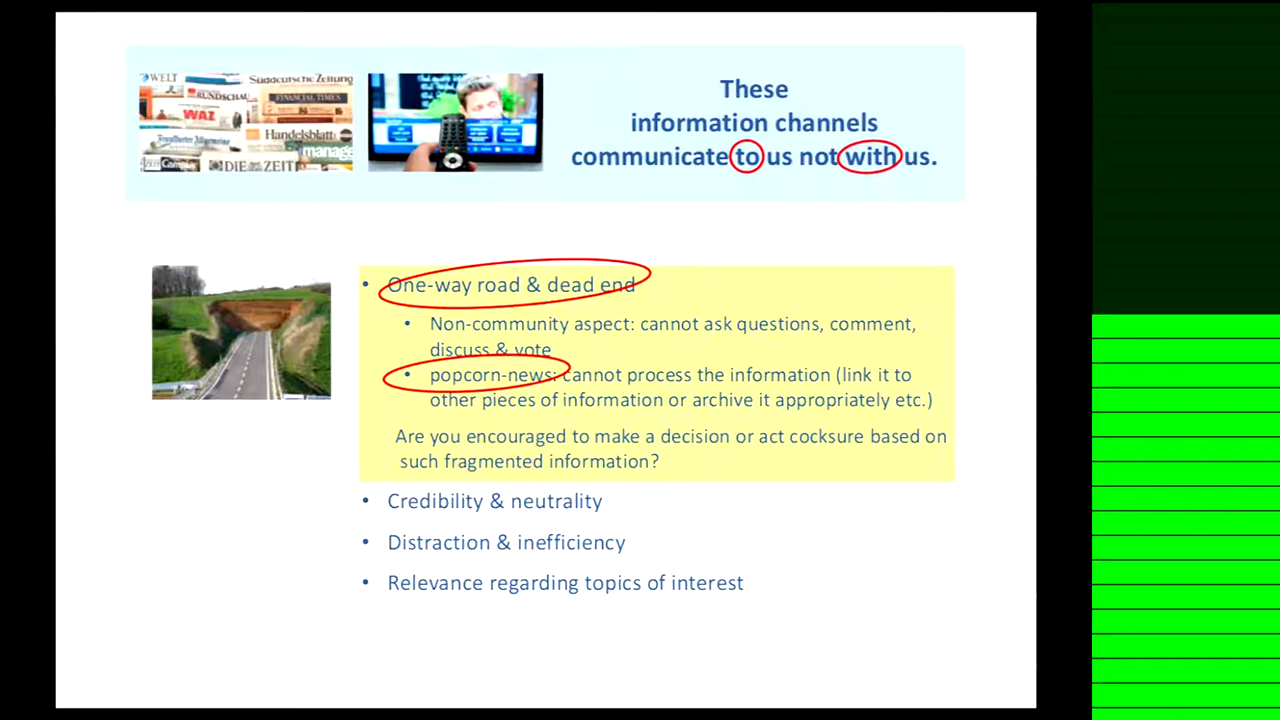 WELT
Süddeutsche Zeitung
RUNDSCHAU
FINANCIAL TIMES
WAZ
Handelsblatt
Frankfurter Allgemeine
manage
DIE ZEIT
These
information channels
communicate to us not with us.
• One-way road & dead end
• Non-community aspect: cannot ask questions, comment,
discuss & vote
• popcorn-news: cannot process the information (link it to
other pieces of information or archive it appropriately etc.)
Are you encouraged to make a decision or act cocksure based on
such fragmented information?
• Credibility & neutrality
• Distraction & inefficiency
• Relevance regarding topics of interest